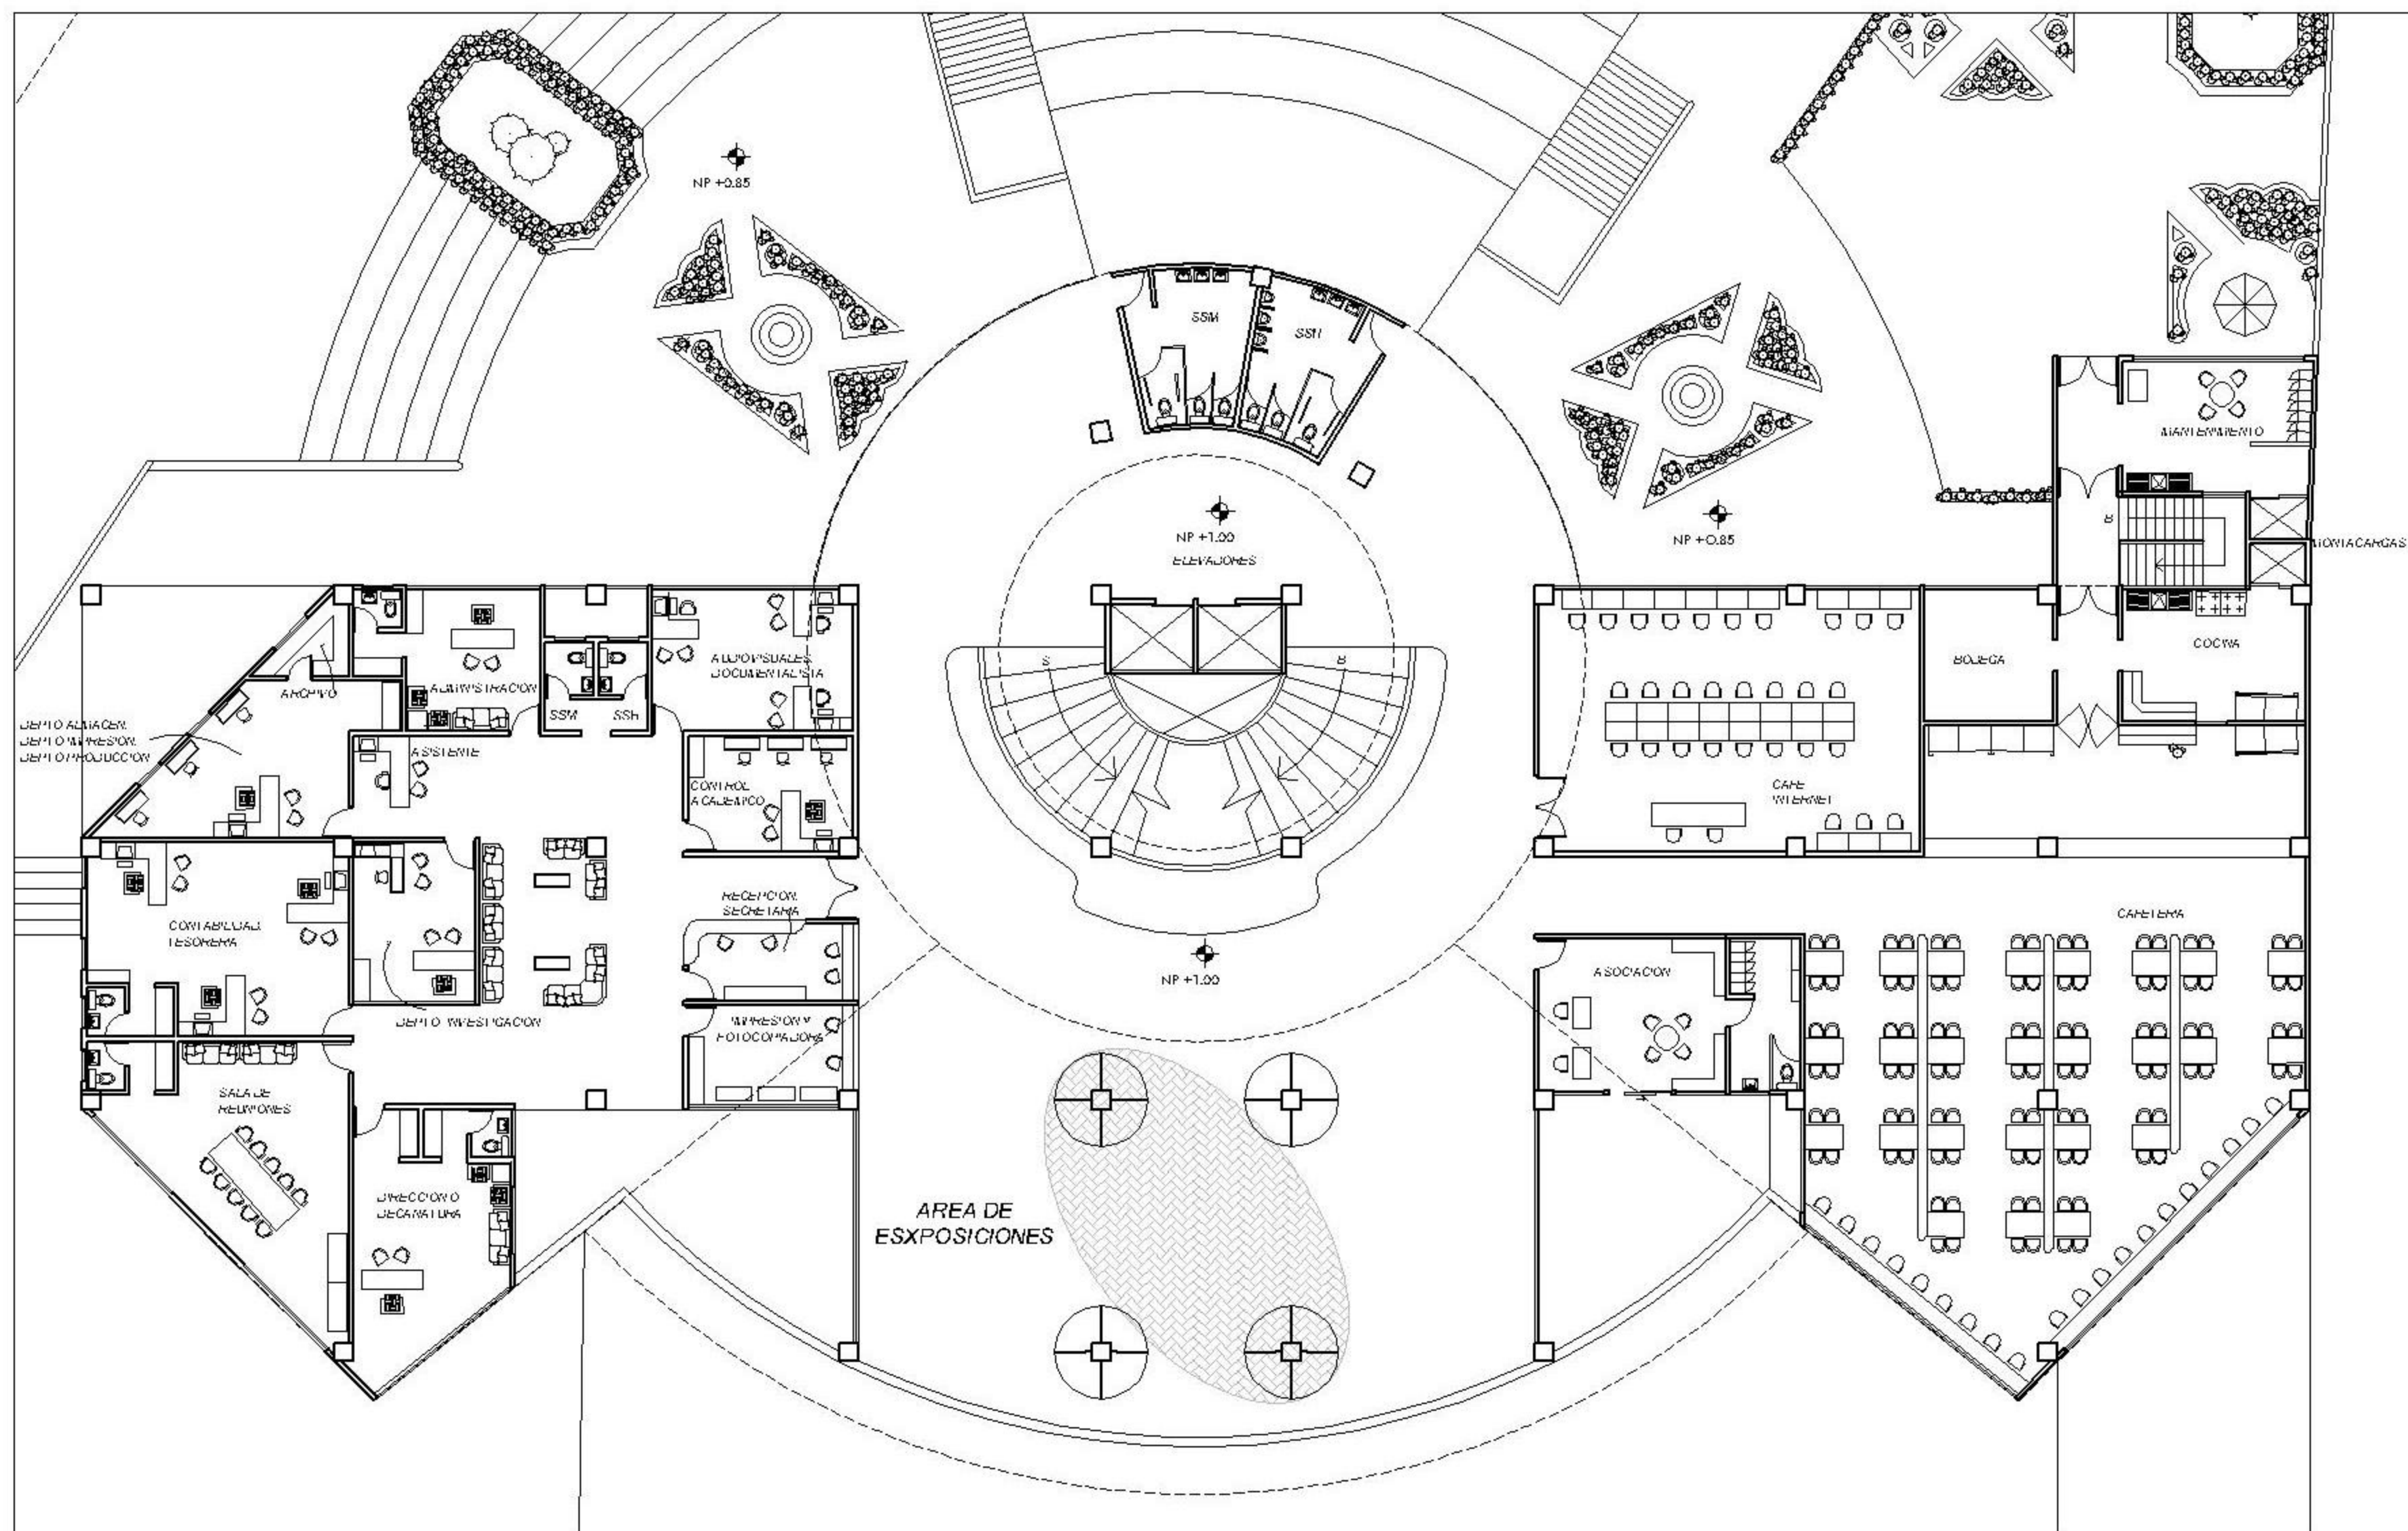 NP +0.85
SSM
SSH
MANTENIMIENTO
NP +1.00
ELEVADORES
NP +0.85
B
MONTACARGAS
ARCHIVO
ADMINISTRACION
SSM
SSH
AUDIOVISUALES
DOCUMENTALISTA
S
B
BODEGA
COCINA
DEPTO ALMACEN.
DEPTO IMPRESION.
DEPTO PRODUCCION
ASISTENTE
CONTROL
ACADEMICO
CAFE
INTERNET
RECEPCION.
SECRETARIA
CONTABILIDAD.
TESORERIA
CAFETERIA
NP +1.00
ASOCIACION
DEPTO INVESTIGACION
IMPRESION Y
FOTOCOPIADORA
SALA DE
REUNIONES
DIRECCION O
DECANATURA
AREA DE
ESXPOSICIONES